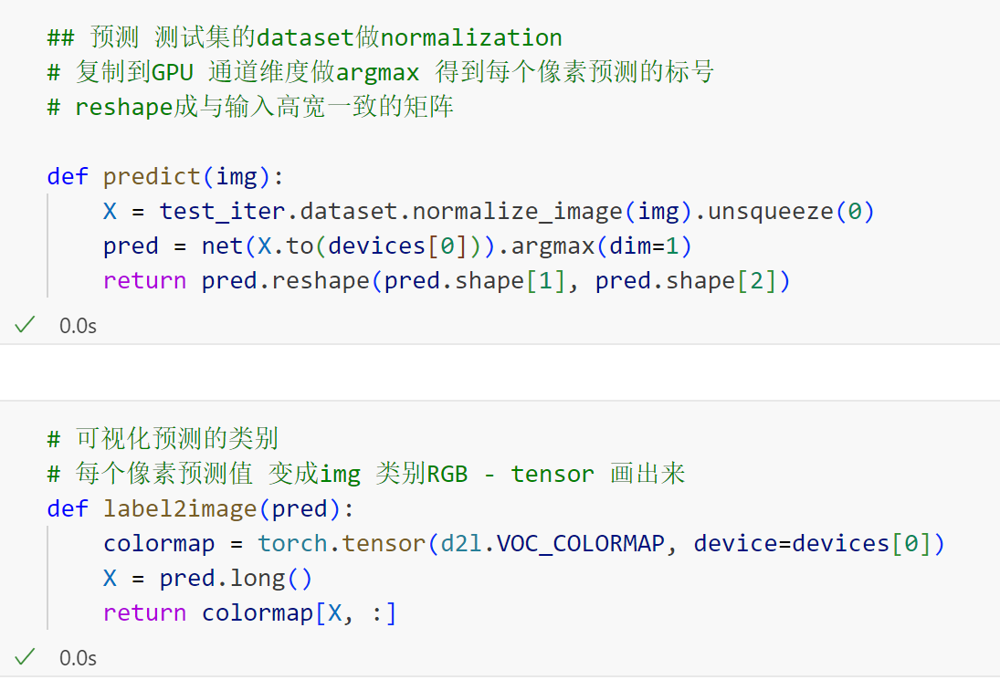 ## 预测 测试集的dataset做normalization
# 复制到GPU 通道维度做argmax 得到每个像素预测的标号
# reshape成与输入高宽一致的矩阵
def predict(img):
    X = test_iter.dataset.normalize_image(img).unsqueeze(0)
    pred = net(X.to(devices[0])).argmax(dim=1)
    return pred.reshape(pred.shape[1], pred.shape[2])
0.0s
# 可视化预测的类别
# 每个像素预测值 变成img 类别RGB - tensor 画出来
def label2image(pred):
    colormap = torch.tensor(d2l.VOC_COLORMAP, device=devices[0])
    X = pred.long()
    return colormap[X, :]
0.0s